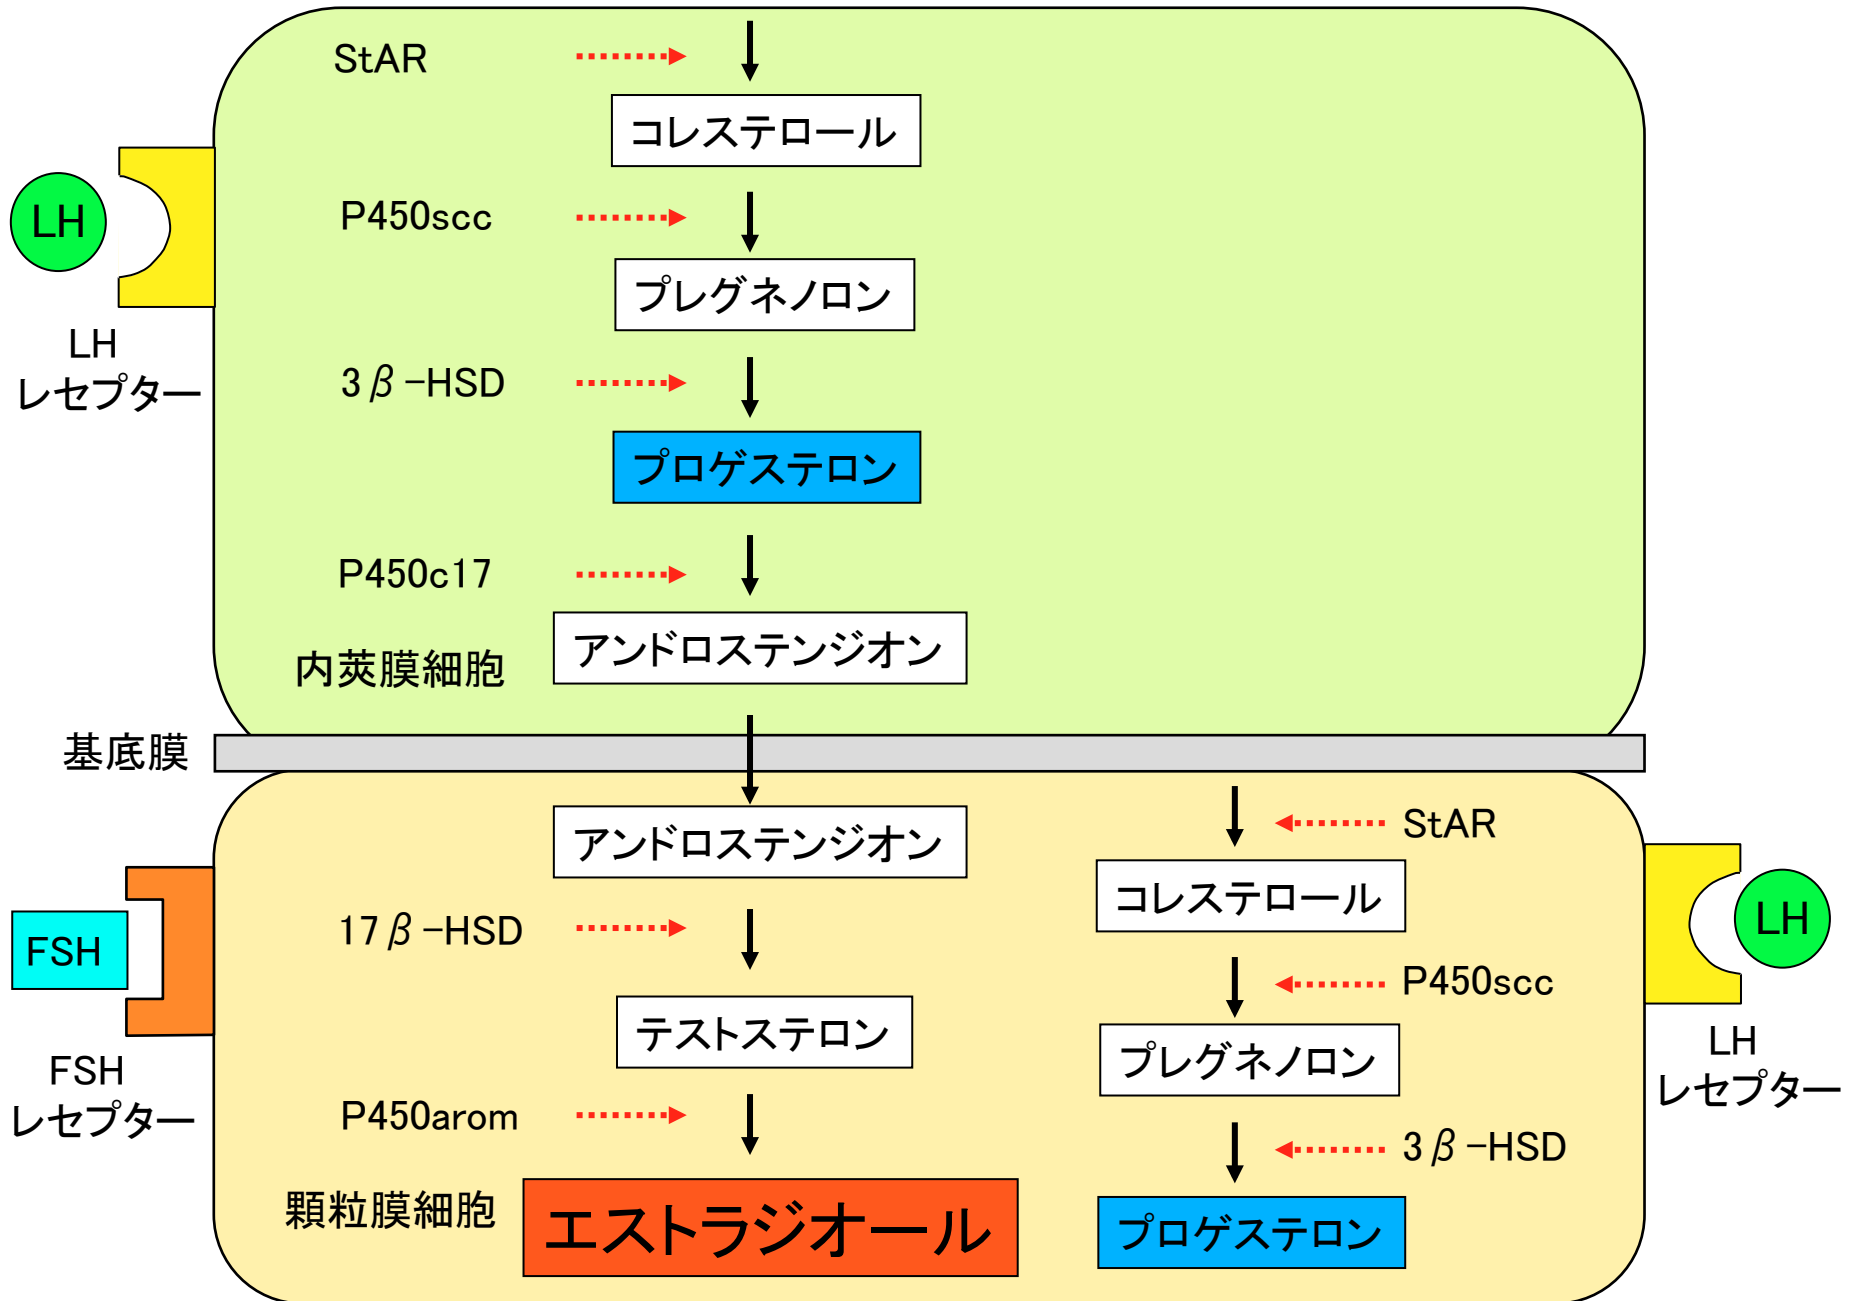 StAR
コレステロール
LH
P450scc
プレグネノロン
LH
レセプター
3β-HSD
プロゲステロン
P450c17
アンドロステンジオン
内莢膜細胞
基底膜
アンドロステンジオン
StAR
コレステロール
FSH
17β-HSD
LH
P450scc
テストステロン
プレグネノロン
FSH
レセプター
LH
レセプター
P450arom
3β-HSD
顆粒膜細胞
エストラジオール
プロゲステロン